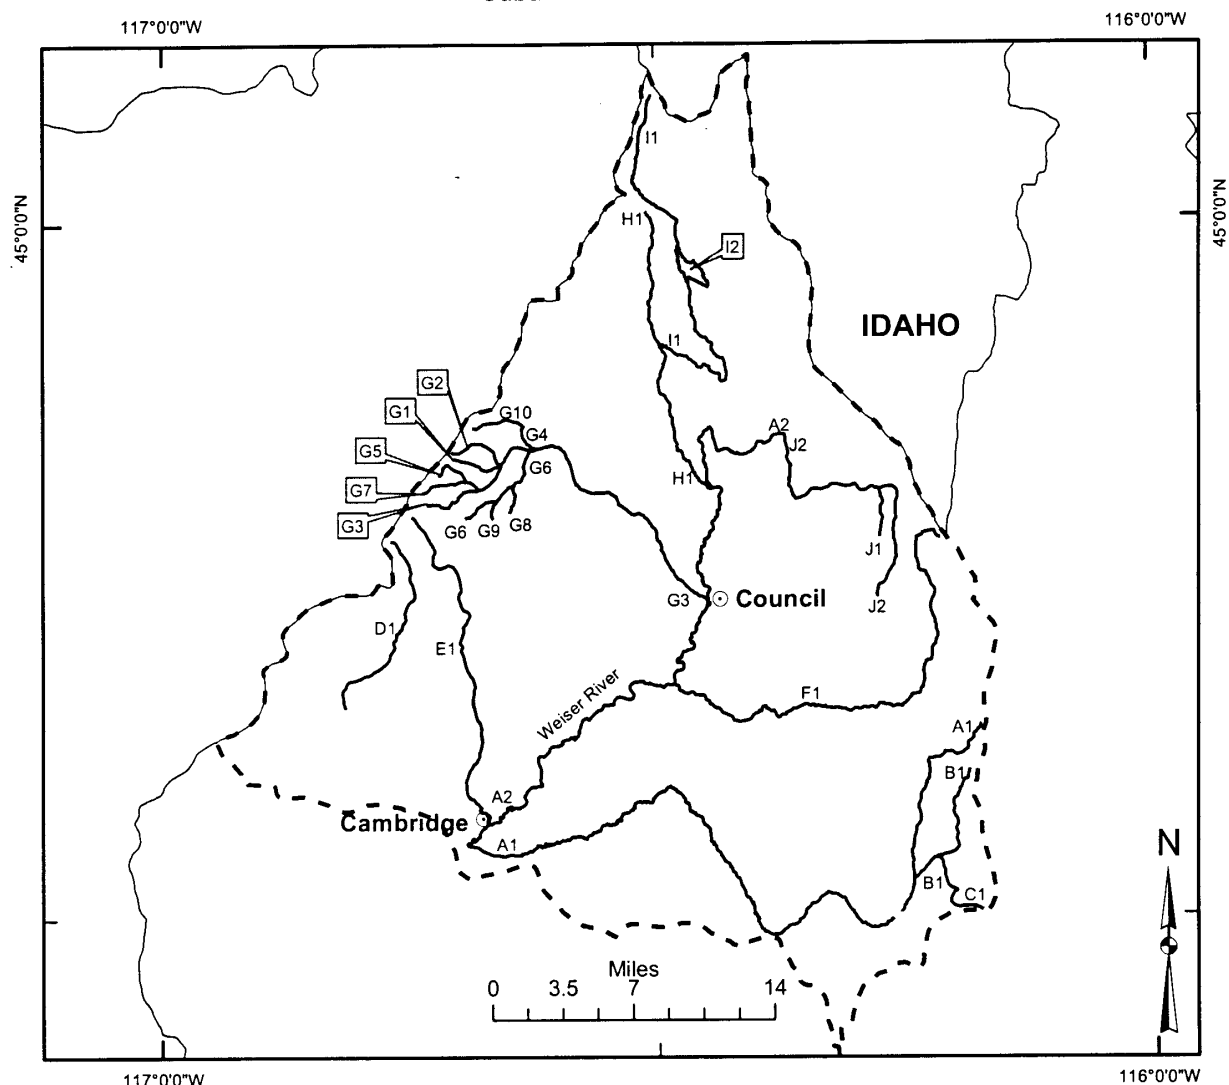 117°0'0"W
116°0'0"W
45°0'0"N
45°0'0"N
I1
H1
I2
IDAHO
I1
G2
G1
G10
G4
A2
J2
G5
G6
G7
H1
G3
G6
G9
G8
J1
G3
Council
J2
D1
E1
Weiser River
F1
A1
B1
A2
Cambridge
A1
N
B1
C1
Miles
0 3.5 7 14
117°0'0"W
116°0'0"W